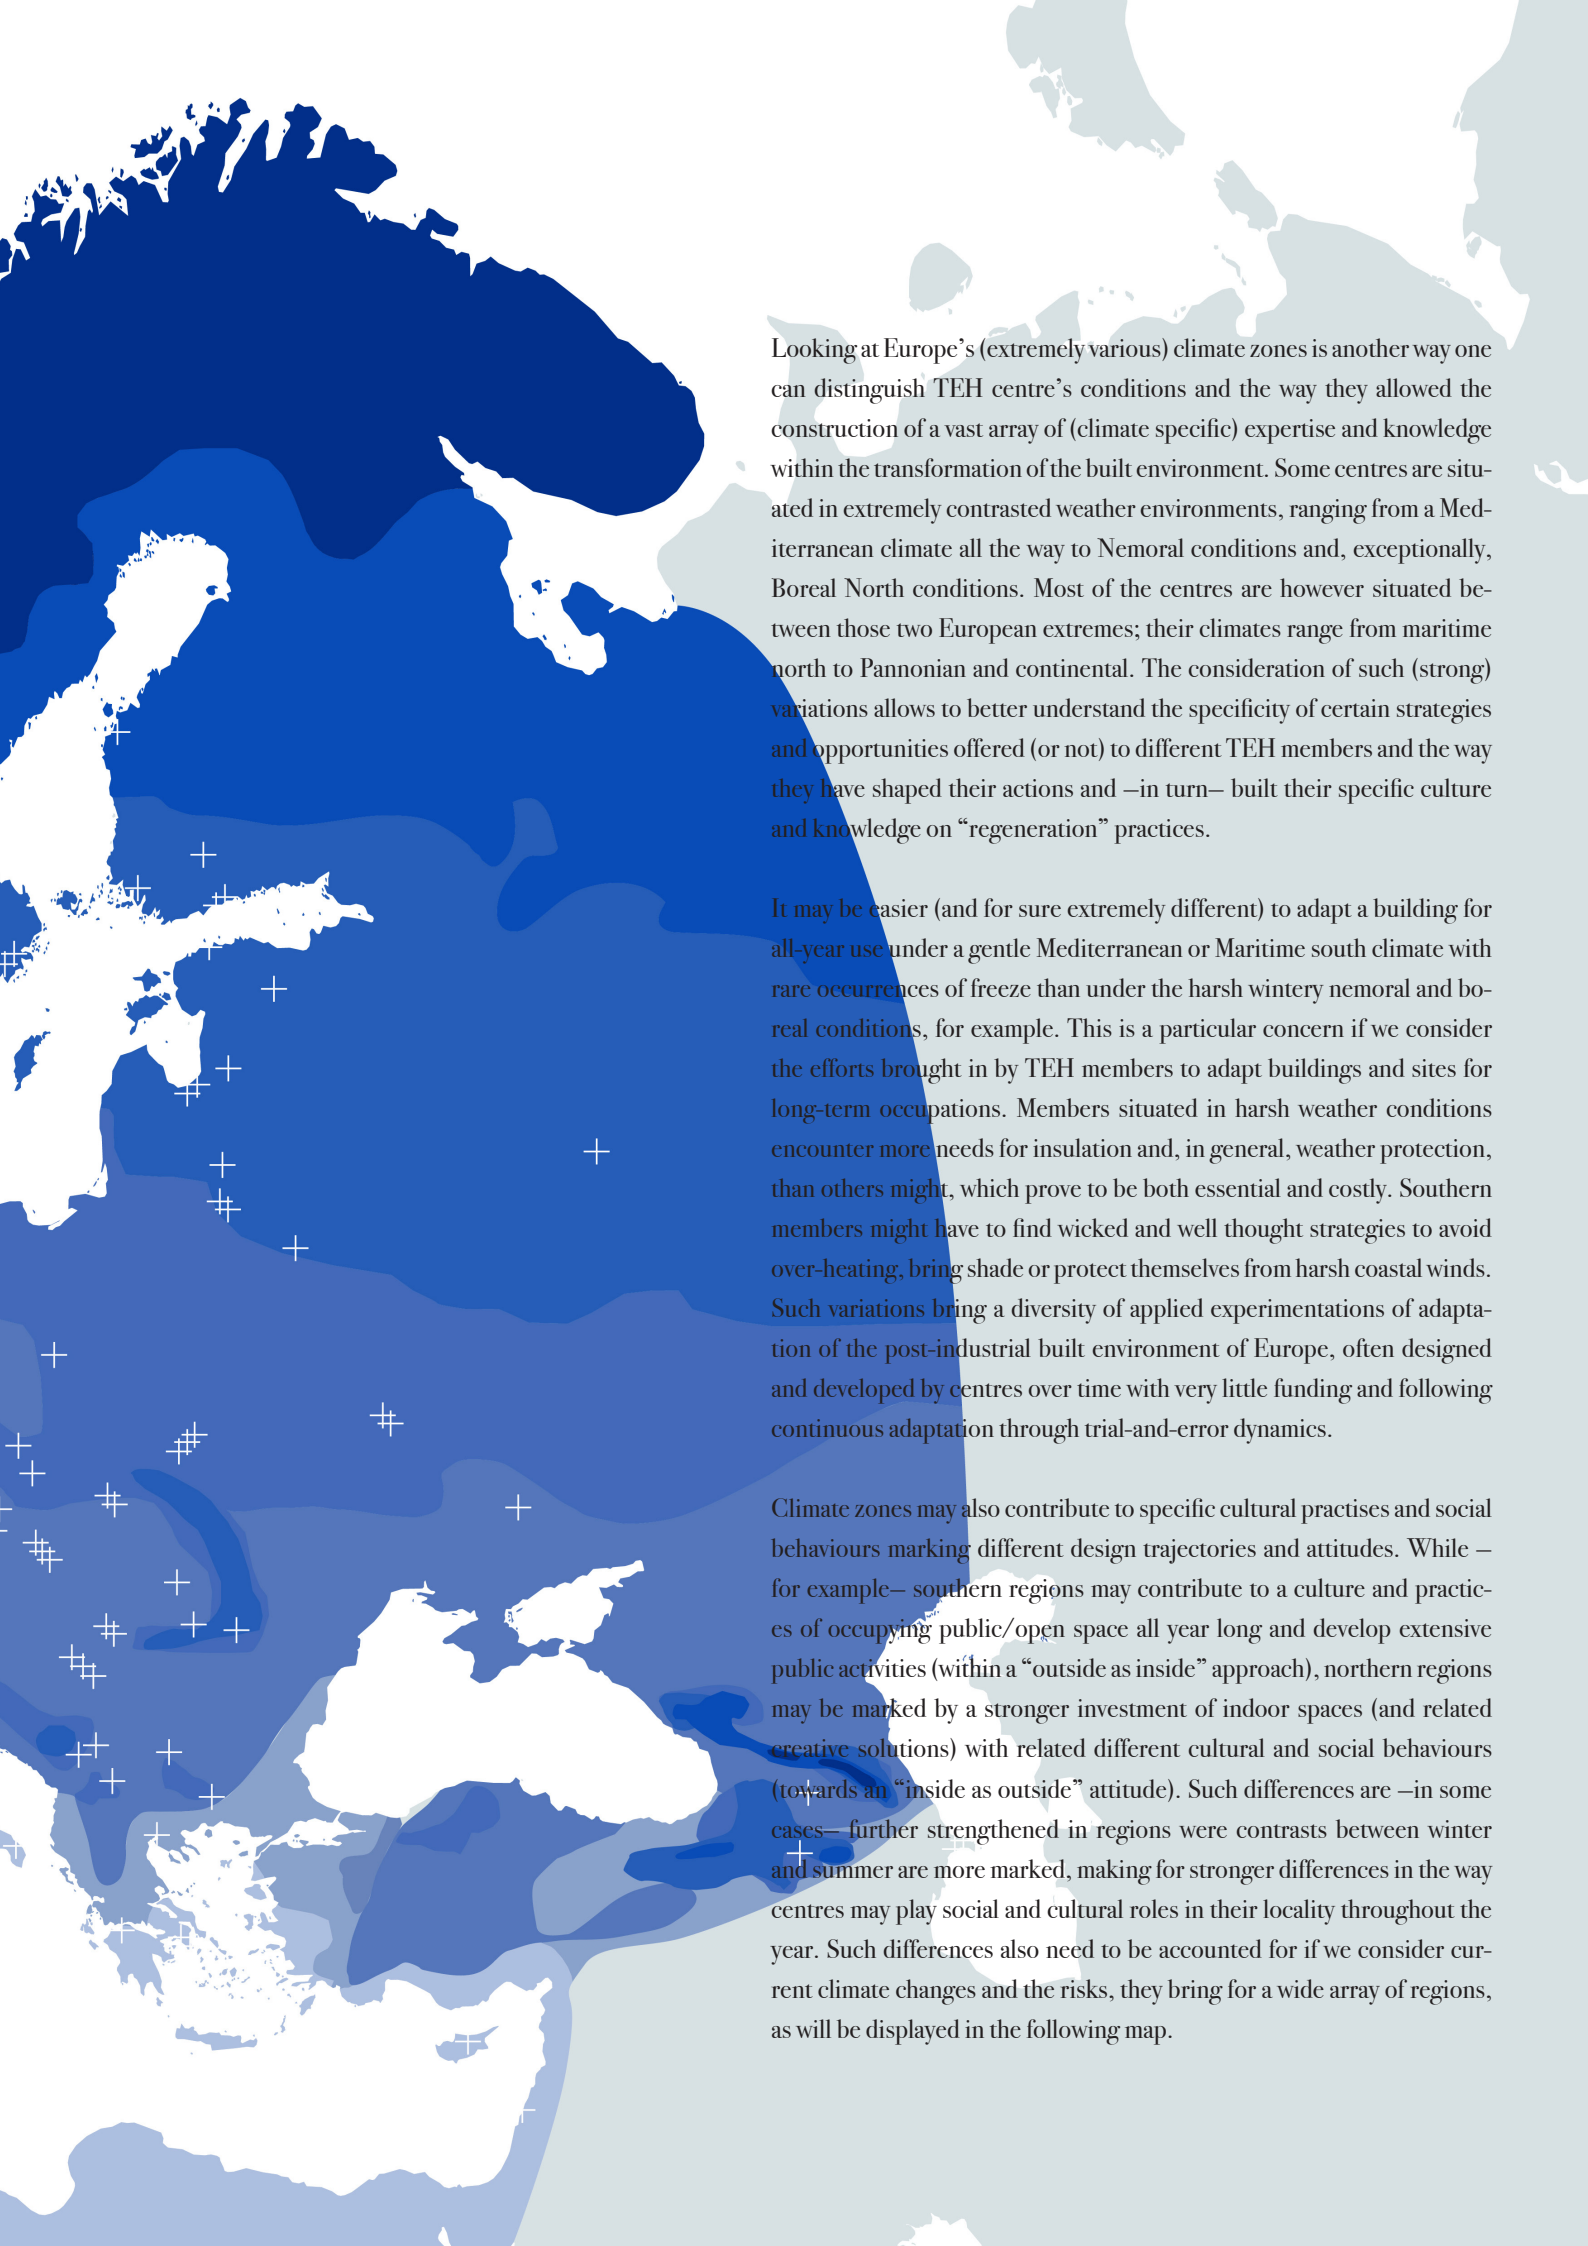 Looking at Europe’s (extremely various) climate zones is another way one
can distinguish TEH centre’s conditions and the way they allowed the
construction of a vast array of (climate specific) expertise and knowledge
within the transformation of the built environment. Some centres are situ-
ated in extremely contrasted weather environments, ranging from a Med-
iterranean climate all the way to Nemoral conditions and, exceptionally,
Boreal North conditions. Most of the centres are however situated be-
tween those two European extremes; their climates range from maritime
north to Pannonian and continental. The consideration of such (strong)
variations allows to better understand the specificity of certain strategies
and opportunities offered (or not) to different TEH members and the way
they have shaped their actions and –in turn– built their specific culture
and knowledge on “regeneration” practices.
It may be easier (and for sure extremely different) to adapt a building for
all-year use under a gentle Mediterranean or Maritime south climate with
rare occurrences of freeze than under the harsh wintery nemoral and bo-
real conditions, for example. This is a particular concern if we consider
the efforts brought in by TEH members to adapt buildings and sites for
long-term occupations. Members situated in harsh weather conditions
encounter more needs for insulation and, in general, weather protection,
than others might, which prove to be both essential and costly. Southern
members might have to find wicked and well thought strategies to avoid
over-heating, bring shade or protect themselves from harsh coastal winds.
Such variations bring a diversity of applied experimentations of adapta-
tion of the post-industrial built environment of Europe, often designed
and developed by centres over time with very little funding and following
continuous adaptation through trial-and-error dynamics.
Climate zones may also contribute to specific cultural practises and social
behaviours marking different design trajectories and attitudes. While –
for example– southern regions may contribute to a culture and practic-
es of occupying public/open space all year long and develop extensive
public activities (within a “outside as inside” approach), northern regions
may be marked by a stronger investment of indoor spaces (and related
creative solutions) with related different cultural and social behaviours
(towards an “inside as outside” attitude). Such differences are –in some
cases– further strengthened in regions were contrasts between winter
and summer are more marked, making for stronger differences in the way
centres may play social and cultural roles in their locality throughout the
year. Such differences also need to be accounted for if we consider cur-
rent climate changes and the risks, they bring for a wide array of regions,
as will be displayed in the following map.